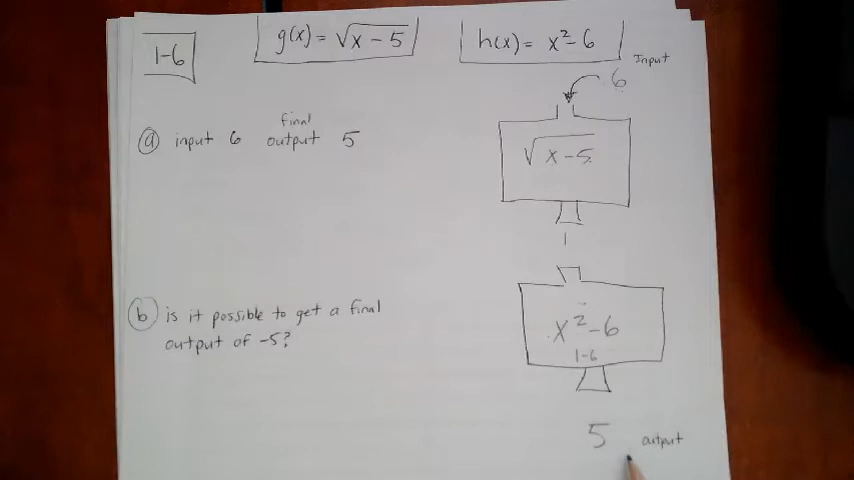 1-6
g(x) = √x - 5
h(x) = x² - 6
Input
6
ⓐ input 6 final output 5
√x - 5
1
ⓑ is it possible to get a final
output of -5?
x² - 6
1-6
5 output